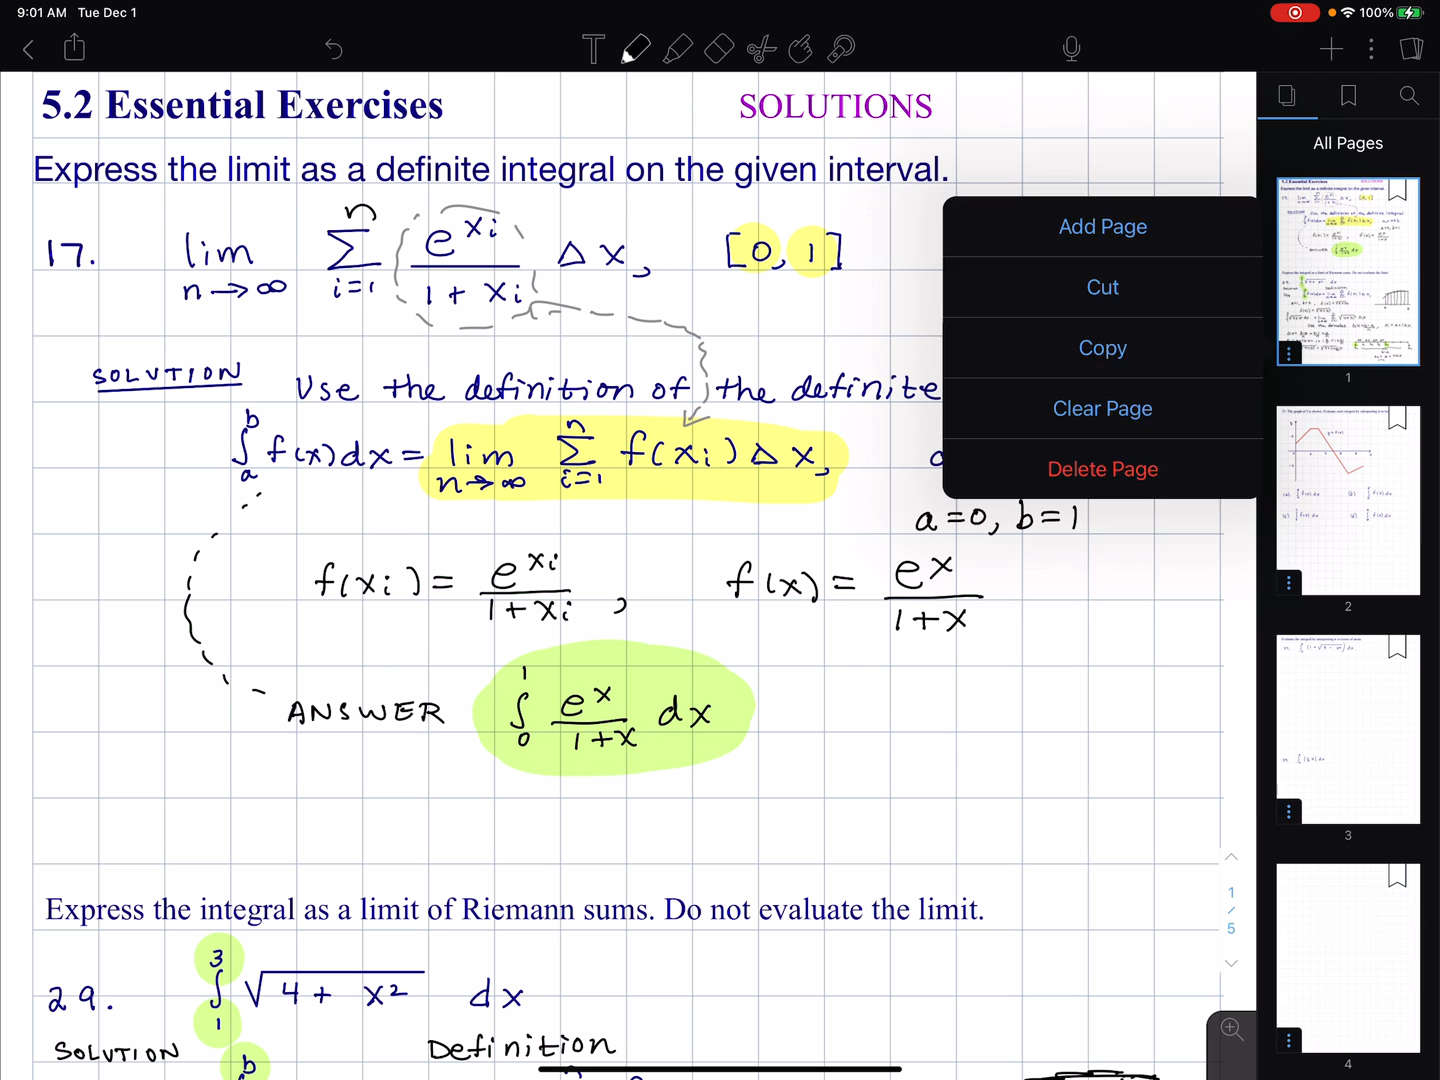 9:01 AM Tue Dec 1
100%
5.2 Essential Exercises SOLUTIONS
Express the limit as a definite integral on the given interval.
17. lim n→∞ n Σ i=1 e^xi / 1 + xi Δx, [0, 1]
SOLUTION Use the definition of the definite
b ∫ a f(x)dx = lim n→∞ n Σ i=1 f(xi) Δx,
a=0, b=1
f(xi) = e^xi / 1+xi , f(x) = e^x / 1+x
ANSWER 1 ∫ 0 e^x / 1+x dx
Express the integral as a limit of Riemann sums. Do not evaluate the limit.
29. 3 ∫ 1 √4 + x² dx
SOLUTION Definition
b
Add Page
Cut
Copy
Clear Page
Delete Page
1
/
5
All Pages
1
2
3
4